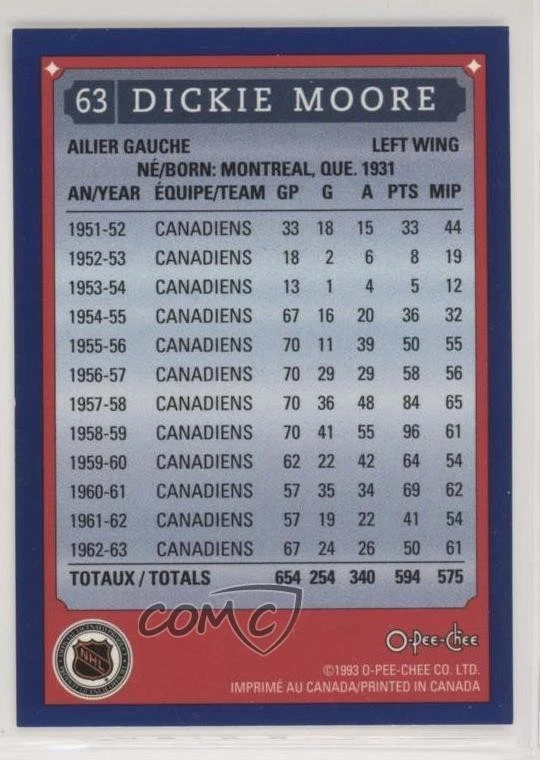 63 DICKIE MOORE
AILIER GAUCHE LEFT WING
NÉ/BORN: MONTREAL, QUE. 1931
AN/YEAR ÉQUIPE/TEAM GP G A PTS MIP
1951-52 CANADIENS 33 18 15 33 44
1952-53 CANADIENS 18 2 6 8 19
1953-54 CANADIENS 13 1 4 5 12
1954-55 CANADIENS 67 16 20 36 32
1955-56 CANADIENS 70 11 39 50 55
1956-57 CANADIENS 70 29 29 58 56
1957-58 CANADIENS 70 36 48 84 65
1958-59 CANADIENS 70 41 55 96 61
1959-60 CANADIENS 62 22 42 64 54
1960-61 CANADIENS 57 35 34 69 62
1961-62 CANADIENS 57 19 22 41 54
1962-63 CANADIENS 67 24 26 50 61
TOTAUX / TOTALS 654 254 340 594 575
COMC
NHL
O-Pee-Chee
©1993 O-PEE-CHEE CO. LTD.
IMPRIMÉ AU CANADA/PRINTED IN CANADA